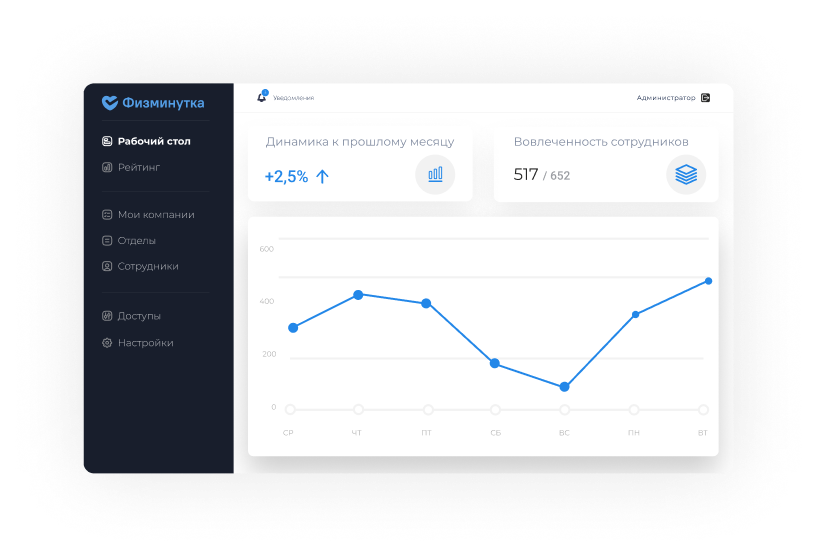 Физминутка
Рабочий стол
Рейтинг
Мои компании
Отделы
Сотрудники
Доступы
Настройки
Уведомления
Администратор
Динамика к прошлому месяцу
+2,5%
Вовлеченность сотрудников
517 / 652
600
400
200
0
СР ЧТ ПТ СБ ВС ПН ВТ